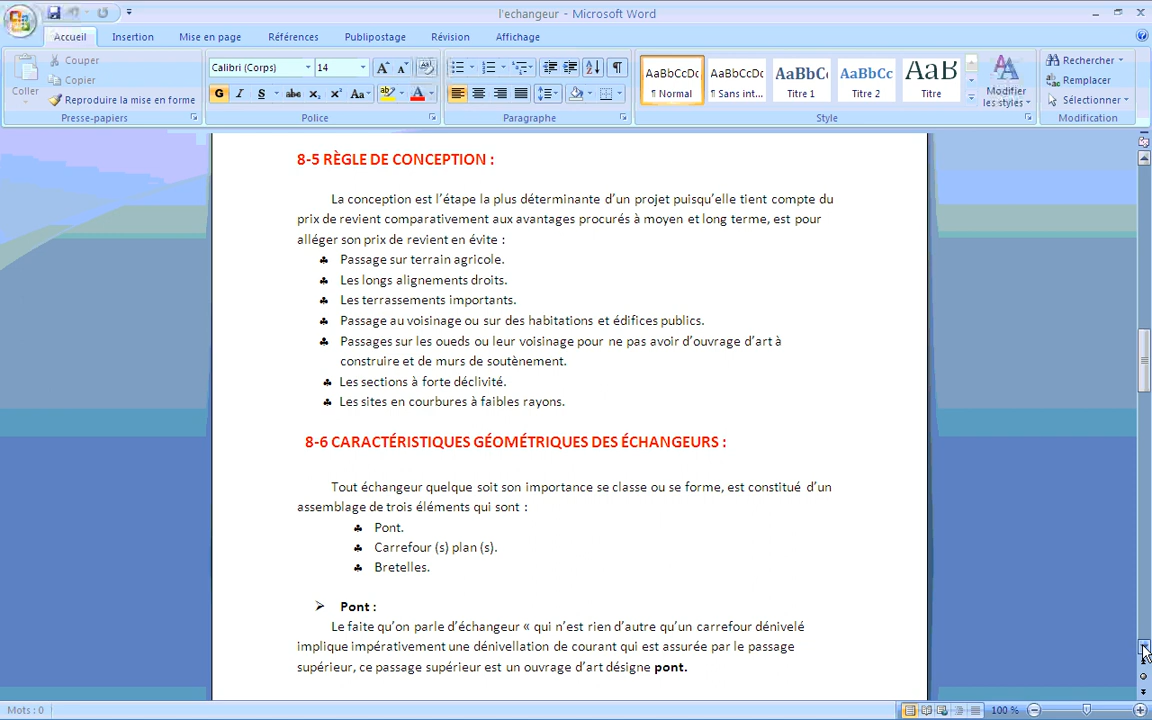 l'echangeur - Microsoft Word
Accueil Insertion Mise en page Références Publipostage Révision Affichage
Coller
Couper
Copier
Reproduire la mise en forme
Presse-papiers
Calibri (Corps) 14
G I S abc X₂ X² Aa
Police
Paragraphe
AaBbCcDc AaBbCcDc AaBbC AaBbCc AaB
¶ Normal ¶ Sans int... Titre 1 Titre 2 Titre
Modifier les styles
Style
Rechercher
Remplacer
Sélectionner
Modification
8-5 RÈGLE DE CONCEPTION :
La conception est l'étape la plus déterminante d'un projet puisqu'elle tient compte du
prix de revient comparativement aux avantages procurés à moyen et long terme, est pour
alléger son prix de revient en évite :
♣ Passage sur terrain agricole.
♣ Les longs alignements droits.
♣ Les terrassements importants.
♣ Passage au voisinage ou sur des habitations et édifices publics.
♣ Passages sur les oueds ou leur voisinage pour ne pas avoir d'ouvrage d'art à
construire et de murs de soutènement.
♣ Les sections à forte déclivité.
♣ Les sites en courbures à faibles rayons.
8-6 CARACTÉRISTIQUES GÉOMÉTRIQUES DES ÉCHANGEURS :
Tout échangeur quelque soit son importance se classe ou se forme, est constitué d'un
assemblage de trois éléments qui sont :
♣ Pont.
♣ Carrefour (s) plan (s).
♣ Bretelles.
➢ Pont :
Le faite qu'on parle d'échangeur « qui n'est rien d'autre qu'un carrefour dénivelé
implique impérativement une dénivellation de courant qui est assurée par le passage
supérieur, ce passage supérieur est un ouvrage d'art désigne pont.
Mots : 0
100 %